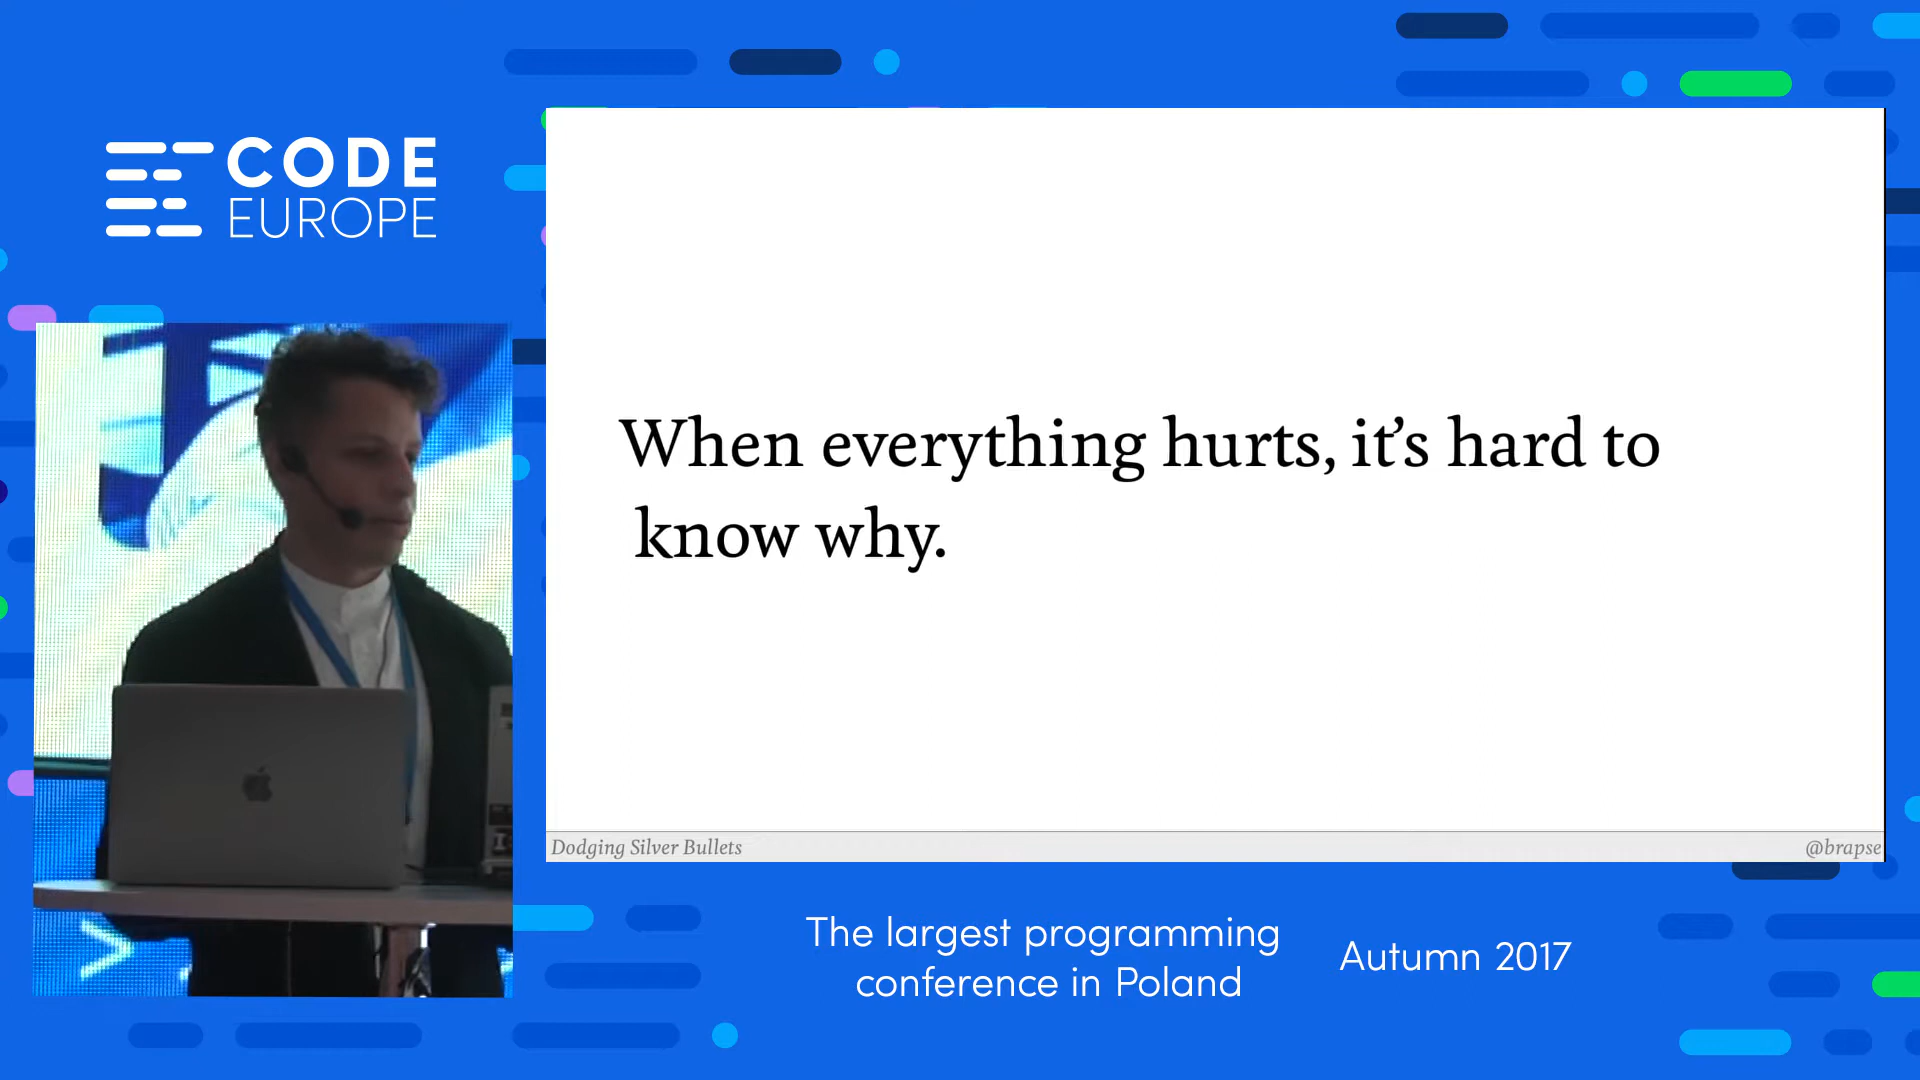 CODE
EUROPE
When everything hurts, it's hard to
know why.
Dodging Silver Bullets
@brapse
The largest programming
conference in Poland
Autumn 2017